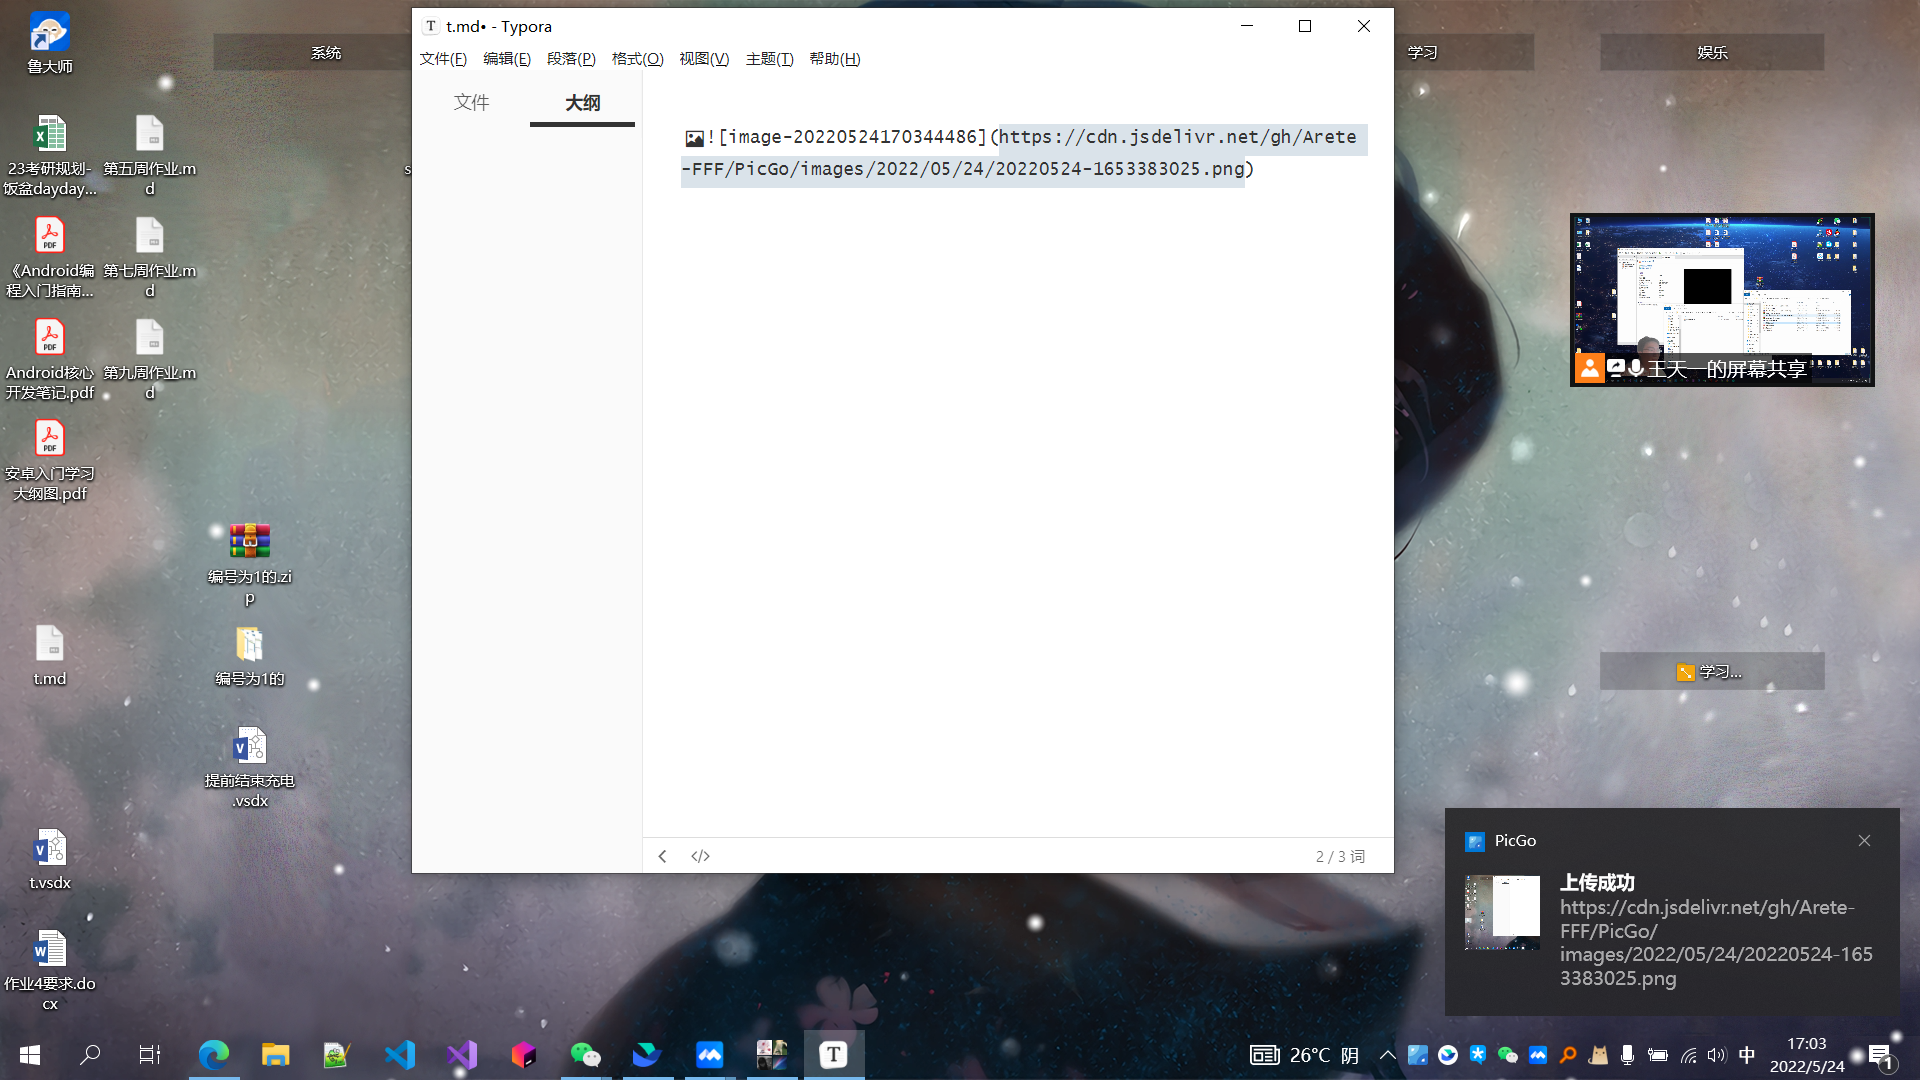 鲁大师
系统
t.md• - Typora
文件(F) 编辑(E) 段落(P) 格式(O) 视图(V) 主题(T) 帮助(H)
学习
娱乐
文件
大纲
![image-20220524170344486](https://cdn.jsdelivr.net/gh/Arete
-FFF/PicGo/images/2022/05/24/20220524-1653383025.png)
23考研规划-
饭盆dayday...
第五周作业.m
d
s
《Android编
程入门指南...
第七周作业.m
d
Android核心
开发笔记.pdf
第九周作业.m
d
安卓入门学习
大纲图.pdf
编号为1的.zi
p
t.md
编号为1的
提前结束充电
.vsdx
t.vsdx
作业4要求.do
cx
王天一的屏幕共享
学习...
2 / 3 词
PicGo
上传成功
https://cdn.jsdelivr.net/gh/Arete-
FFF/PicGo/
images/2022/05/24/20220524-165
3383025.png
26°C 阴
中
17:03
2022/5/24
1